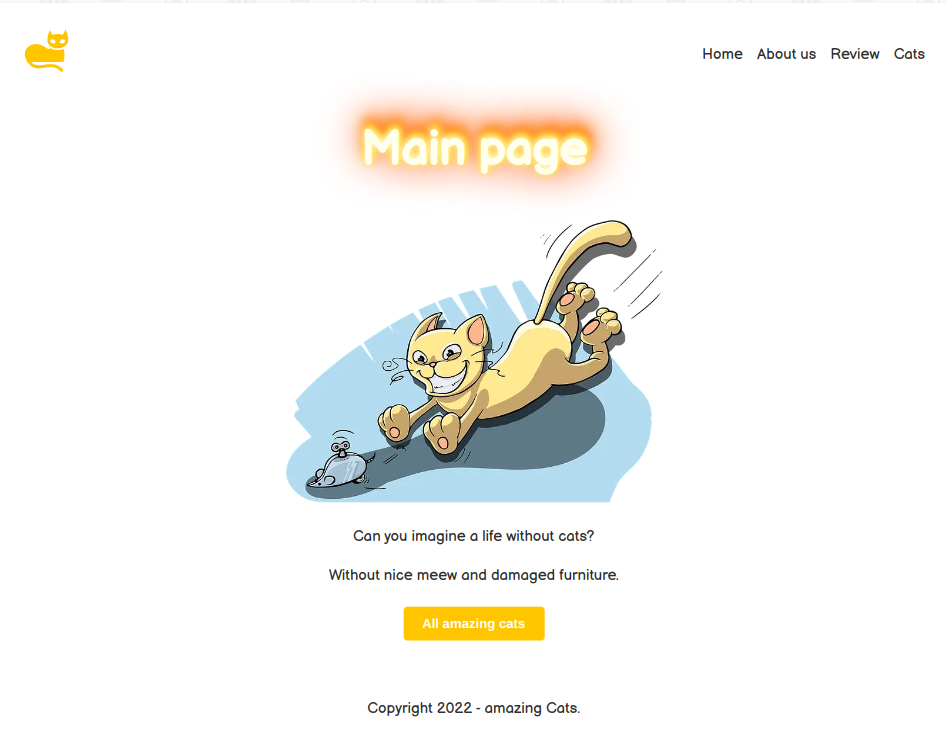 Home About us Review Cats
Main page
Can you imagine a life without cats?
Without nice meew and damaged furniture.
All amazing cats
Copyright 2022 - amazing Cats.